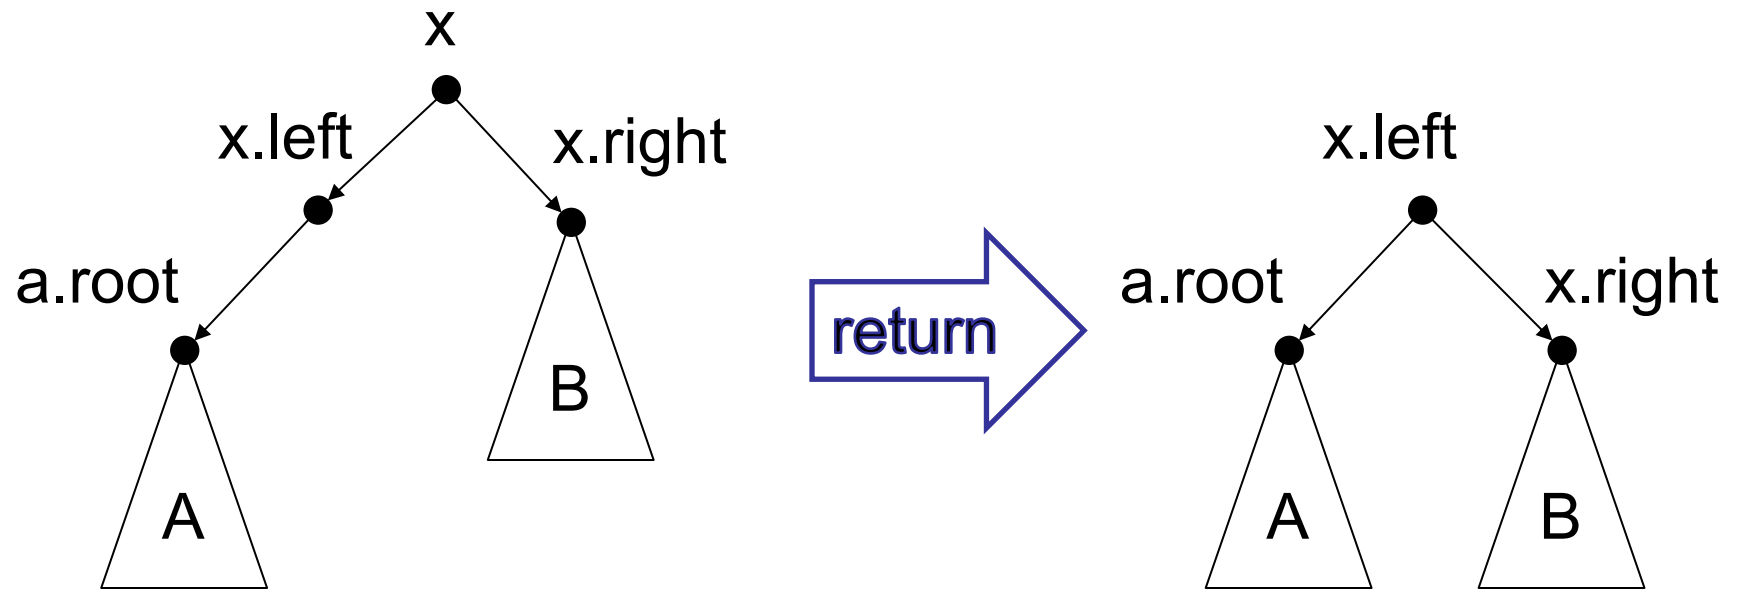 x
x.left
x.right
a.root
B
A
return
x.left
a.root
x.right
A
B